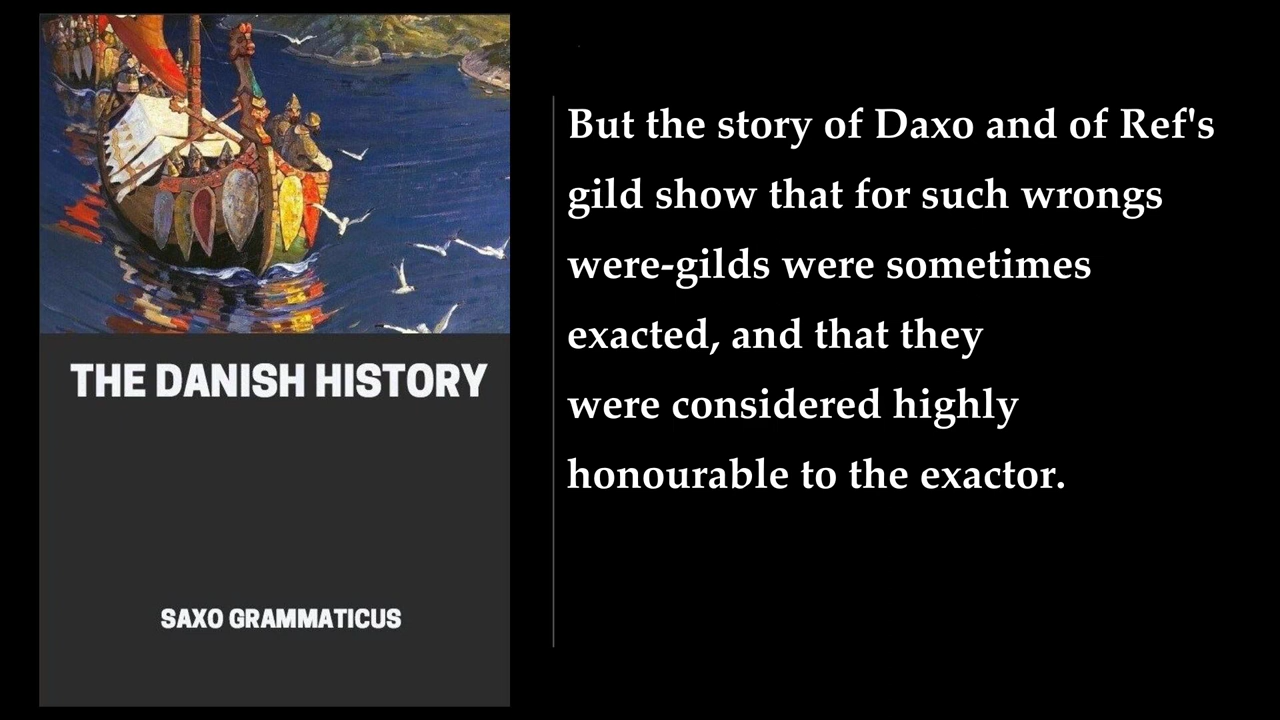 THE DANISH HISTORY
SAXO GRAMMATICUS
But the story of Daxo and of Ref's
gild show that for such wrongs
were-gilds were sometimes
exacted, and that they
were considered highly
honourable to the exactor.